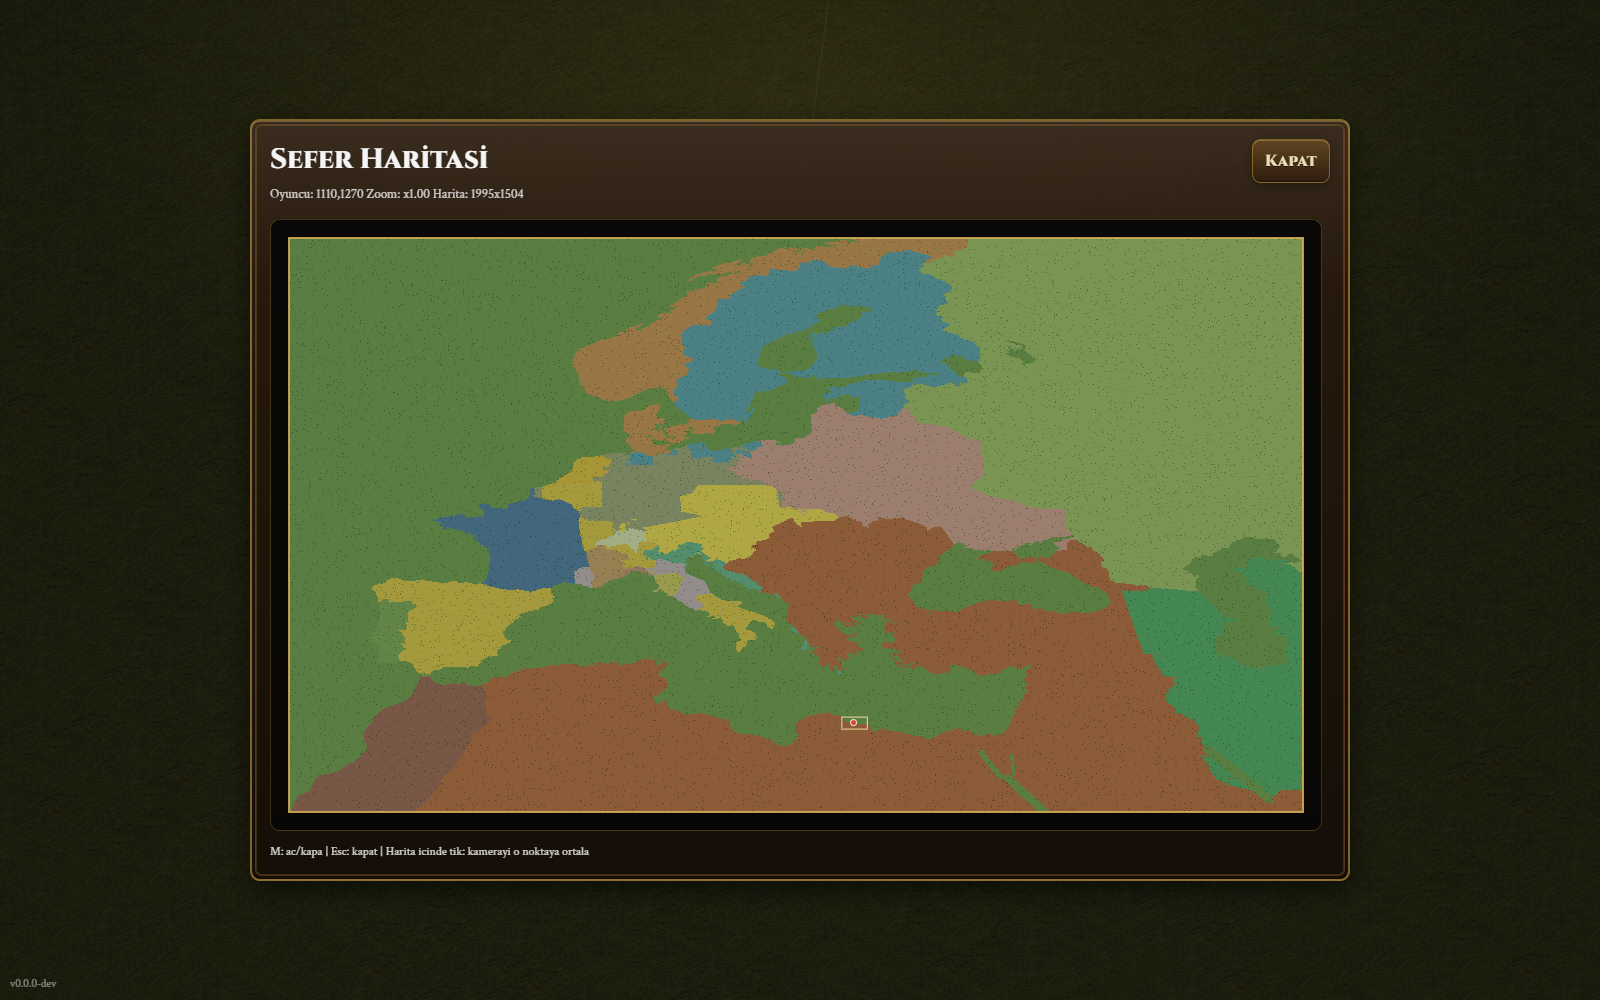 Sefer Haritasi
Kapat
Oyuncu: 1110,1270 Zoom: x1.00 Harita: 1995x1504
M: ac/kapa | Esc: kapat | Harita icinde tik: kamerayi o noktaya ortala
v0.0.0-dev